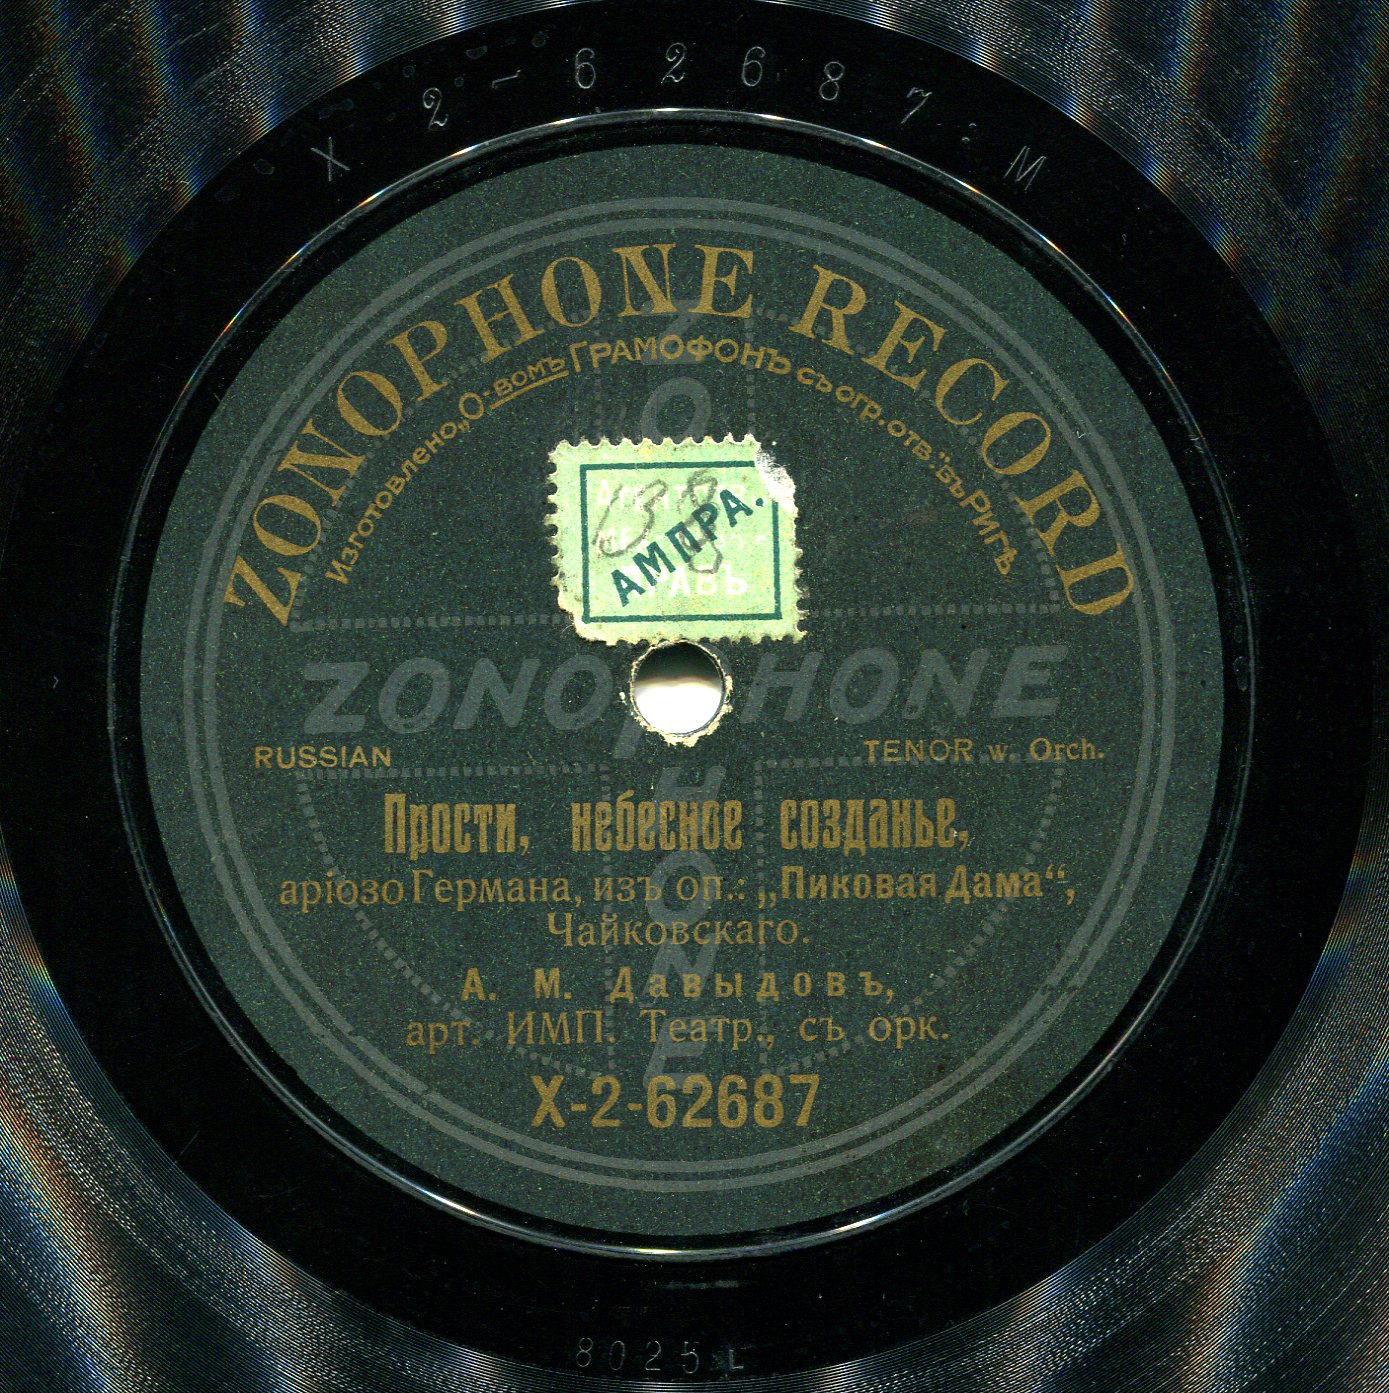 X 2 - 6 2 6 8 7 . M
ZONOPHONE RECORD
Изготовлено „О-вомъ Грамофонъ съ огр. отв.“ въ Ригѣ
ZONOPHONE
ZONOPHONE
138
АМПРА.
RUSSIAN
TENOR w. Orch.
Прости, небесное созданье,
аріозо Германа, изъ оп.: „Пиковая Дама“,
Чайковскаго.
А. М. Давыдовъ,
арт. ИМП. Театр., съ орк.
X-2-62687
8025 L